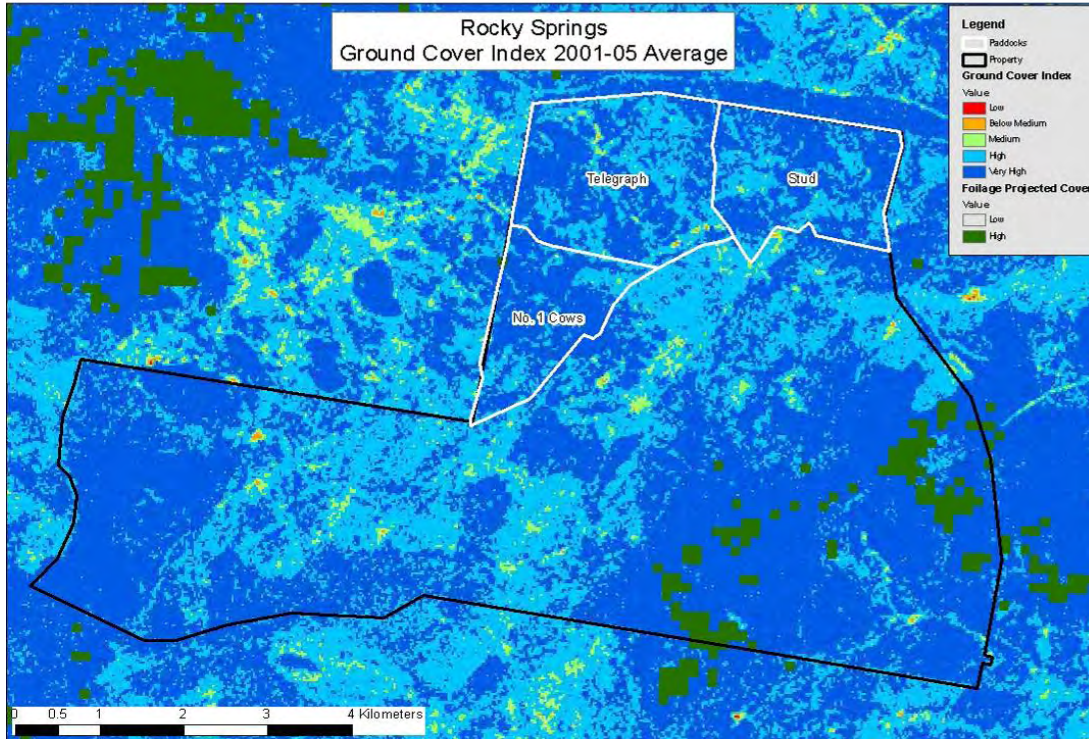 Rocky Springs
Ground Cover Index 2001-05 Average
Legend
Paddocks
Property
Ground Cover Index
Value
Low
Below Medium
Medium
High
Very High
Foilage Projected Cover
Value
Low
High
Telegraph
Stud
No. 1 Cows
0 0.5 1 2 3 4 Kilometers